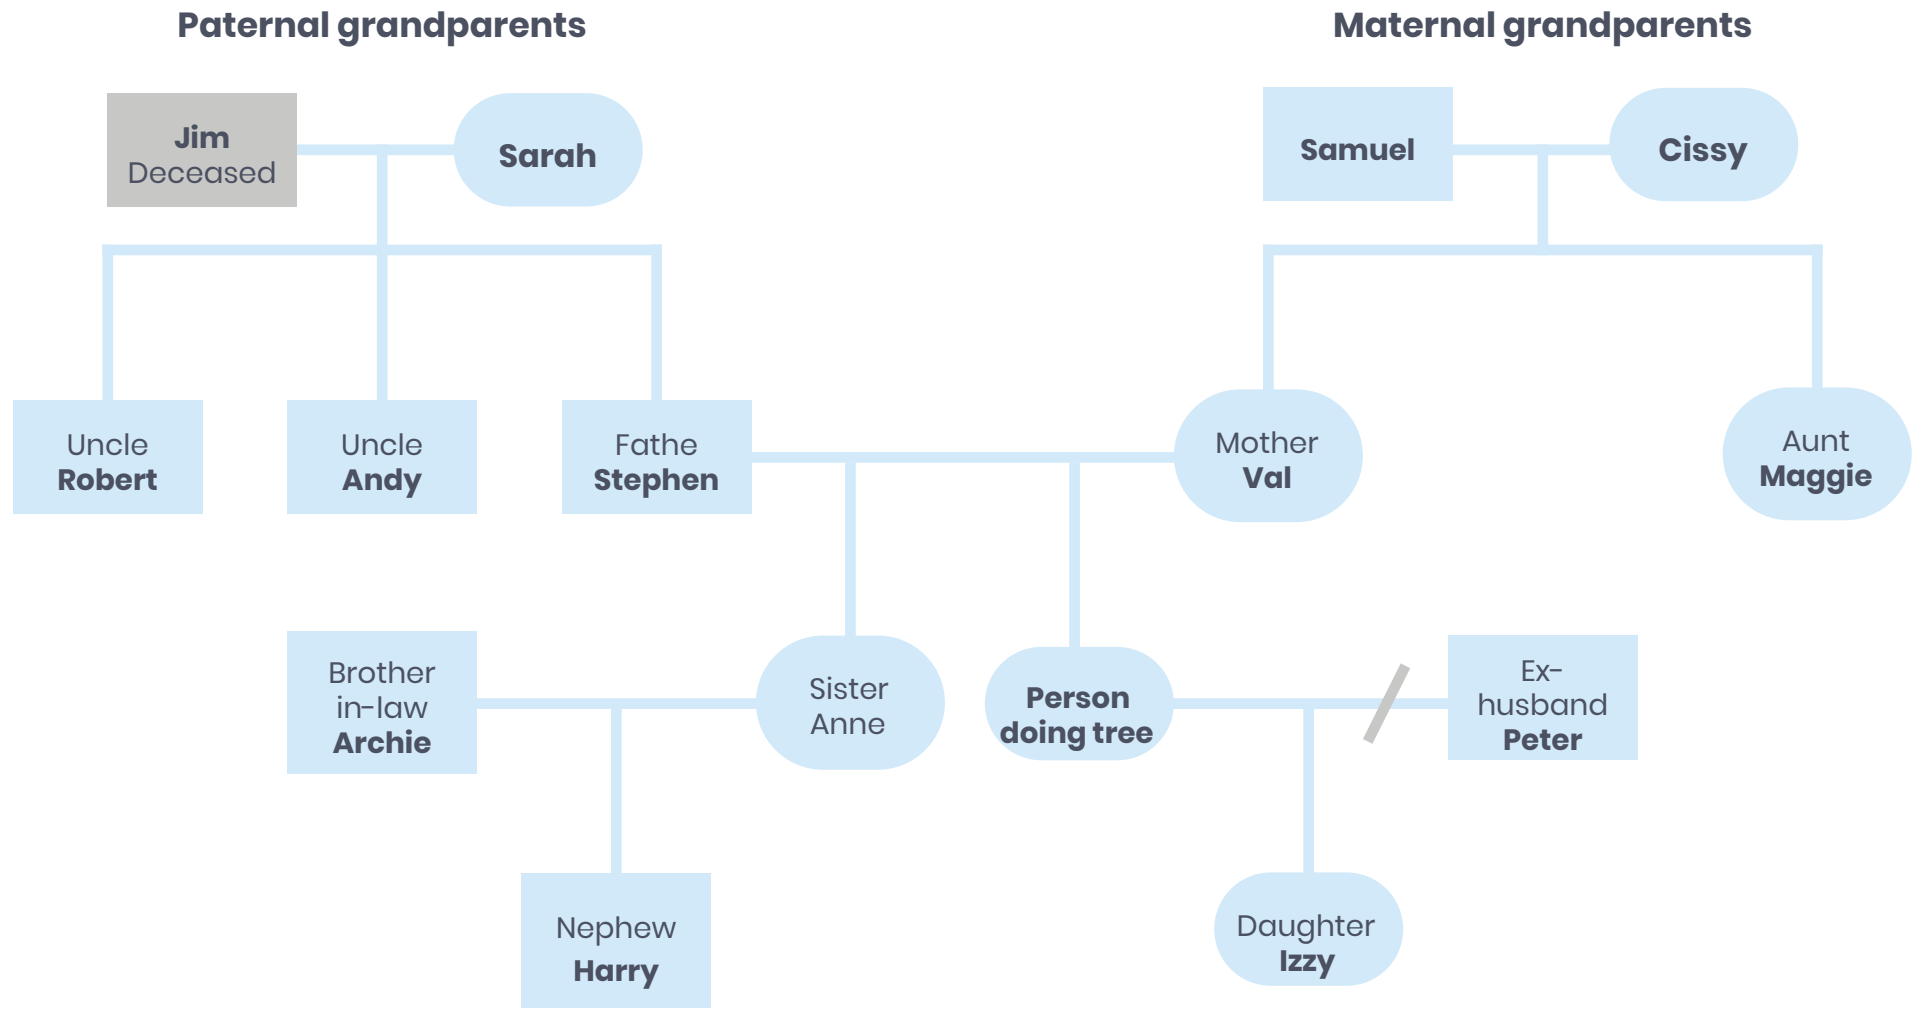 Paternal grandparents
Maternal grandparents
Jim
Deceased
Sarah
Samuel
Cissy
Uncle
Robert
Uncle
Andy
Fathe
Stephen
Mother
Val
Aunt
Maggie
Brother
in-law
Archie
Sister
Anne
Person
doing tree
Ex-
husband
Peter
Nephew
Harry
Daughter
Izzy